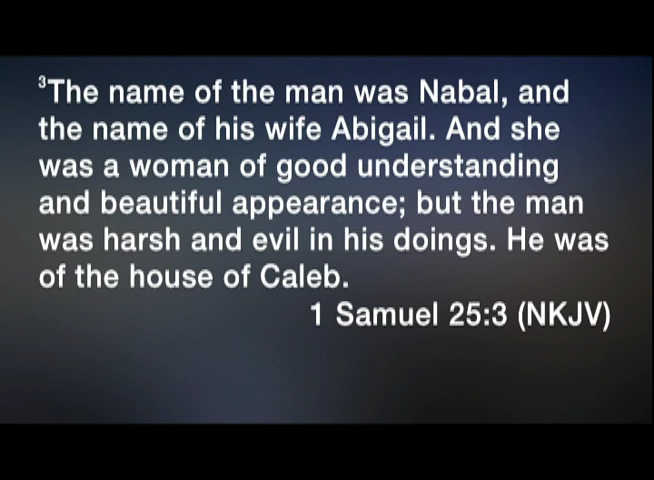 ³The name of the man was Nabal, and
the name of his wife Abigail. And she
was a woman of good understanding
and beautiful appearance; but the man
was harsh and evil in his doings. He was
of the house of Caleb.
1 Samuel 25:3 (NKJV)